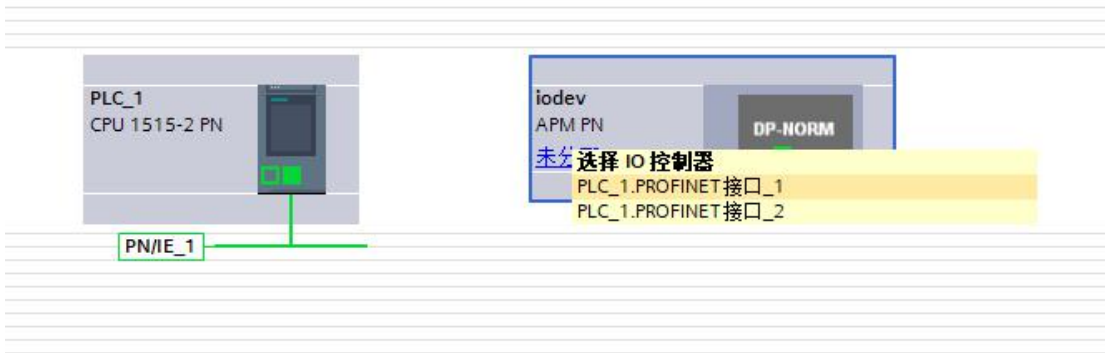 PLC_1
CPU 1515-2 PN
iodev
APM PN
DP-NORM
未分
选择 IO 控制器
PLC_1.PROFINET接口_1
PLC_1.PROFINET接口_2
PN/IE_1